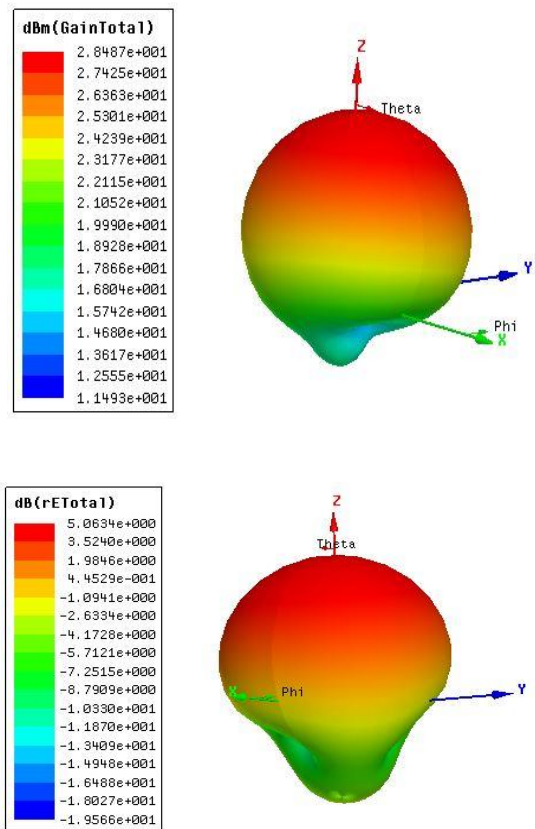 dBm(GainTotal)
2.8487e+001
2.7425e+001
2.6363e+001
2.5301e+001
2.4239e+001
2.3177e+001
2.2115e+001
2.1052e+001
1.9990e+001
1.8928e+001
1.7866e+001
1.6804e+001
1.5742e+001
1.4680e+001
1.3617e+001
1.2555e+001
1.1493e+001
Z
Theta
Y
Phi
X
dB(rETotal)
5.0634e+000
3.5240e+000
1.9846e+000
4.4529e-001
-1.0941e+000
-2.6334e+000
-4.1728e+000
-5.7121e+000
-7.2515e+000
-8.7909e+000
-1.0330e+001
-1.1870e+001
-1.3409e+001
-1.4948e+001
-1.6488e+001
-1.8027e+001
-1.9566e+001
Z
Theta
X
Phi
Y